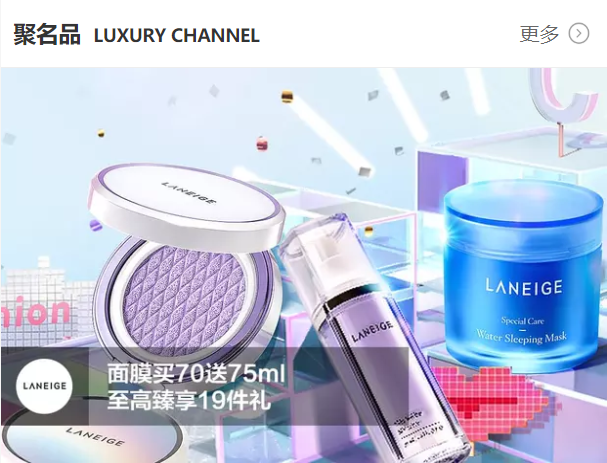 聚名品 LUXURY CHANNEL
更多
LANEIGE
LANEIGE
LANEIGE
Special Care
Water Sleeping Mask
LANEIGE
面膜买70送75ml
至高臻享19件礼
LANEIGE